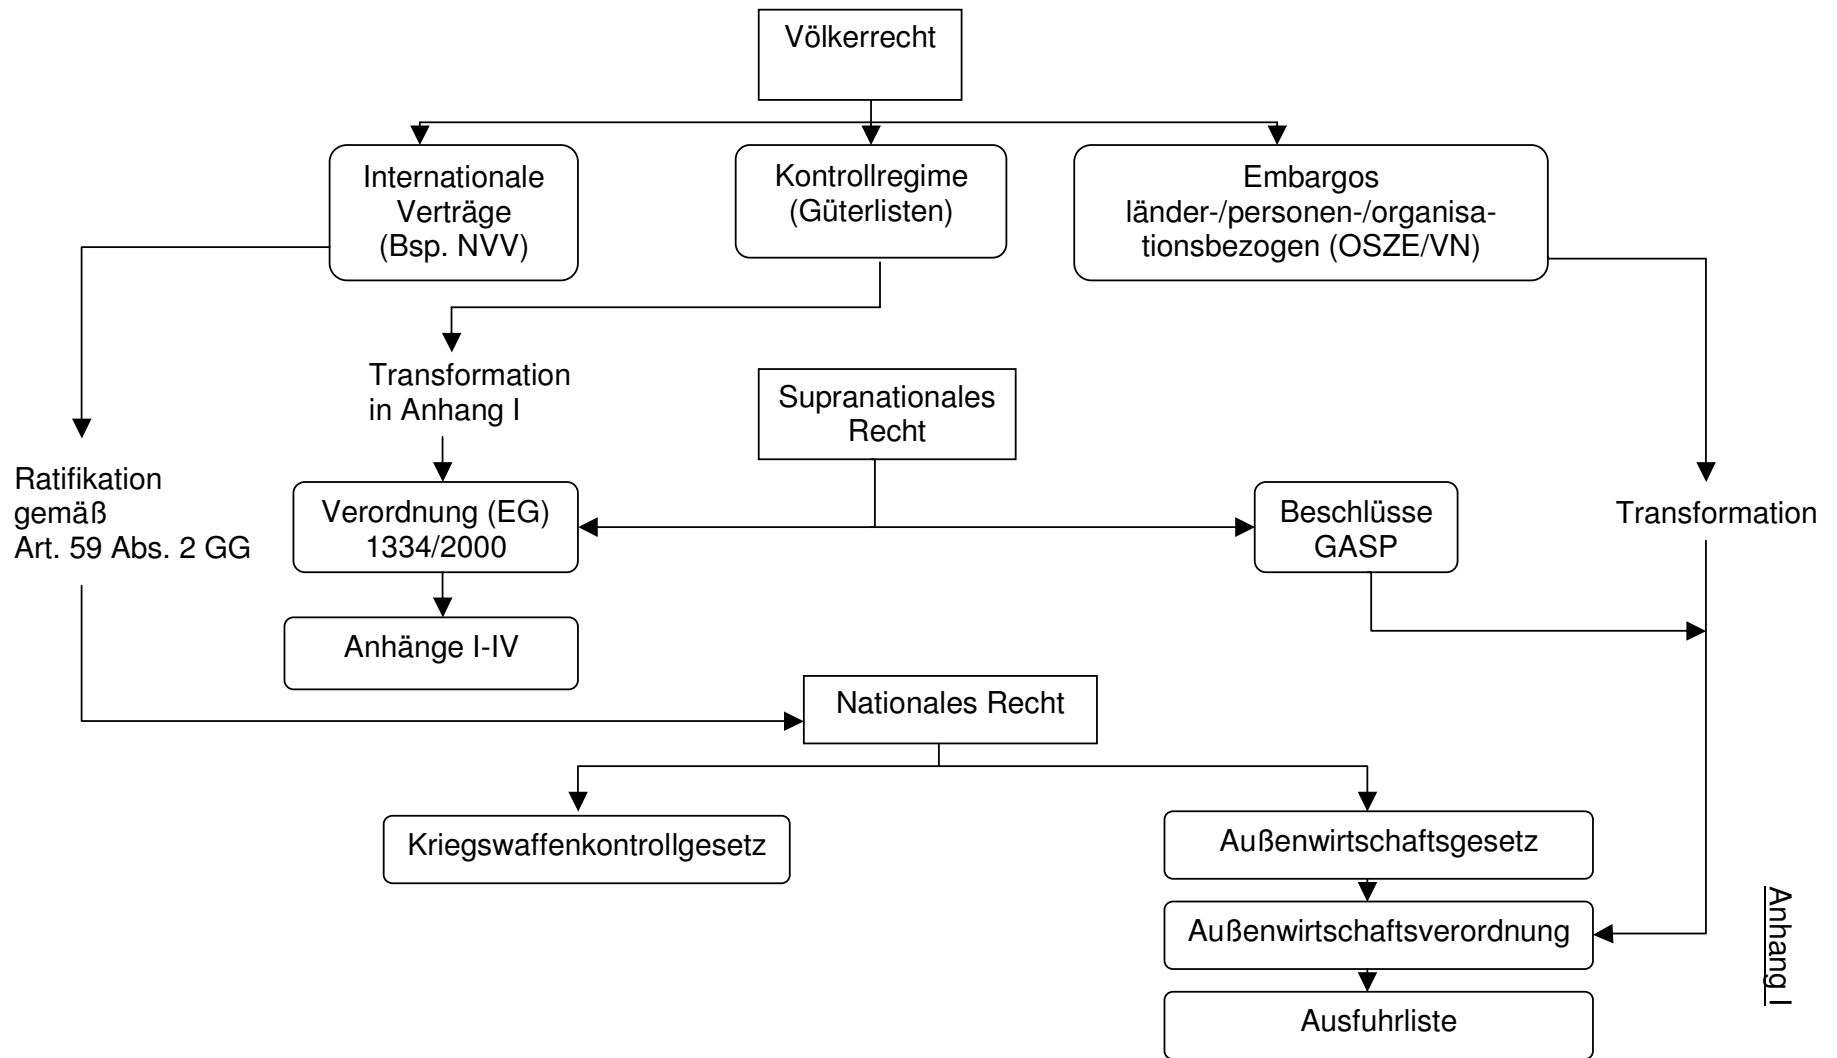 Völkerrecht
Internationale
Verträge
(Bsp. NVV)
Kontrollregime
(Güterlisten)
Embargos
länder-/personen-/organisa-
tionsbezogen (OSZE/VN)
Transformation
in Anhang I
Supranationales
Recht
Ratifikation
gemäß
Art. 59 Abs. 2 GG
Verordnung (EG)
1334/2000
Beschlüsse
GASP
Transformation
Anhänge I-IV
Nationales Recht
Kriegswaffenkontrollgesetz
Außenwirtschaftsgesetz
Außenwirtschaftsverordnung
Ausfuhrliste
Anhang I